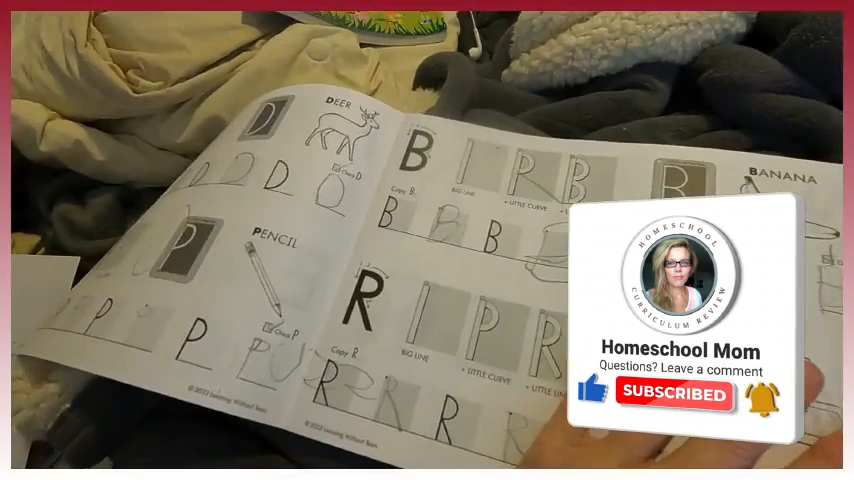 DEER
D
D D D
Check D
P
PENCIL
P P
Check P
© 2022 Learning Without Tears
B
BIG LINE
+ LITTLE CURVE
B
BANANA
Copy B
B B B
R
BIG LINE
+ LITTLE CURVE
+ LITTLE LINE
Copy R
R R R R
© 2022 Learning Without Tears
HOMESCHOOL
CURRICULUM REVIEW
Homeschool Mom
Questions? Leave a comment
SUBSCRIBED